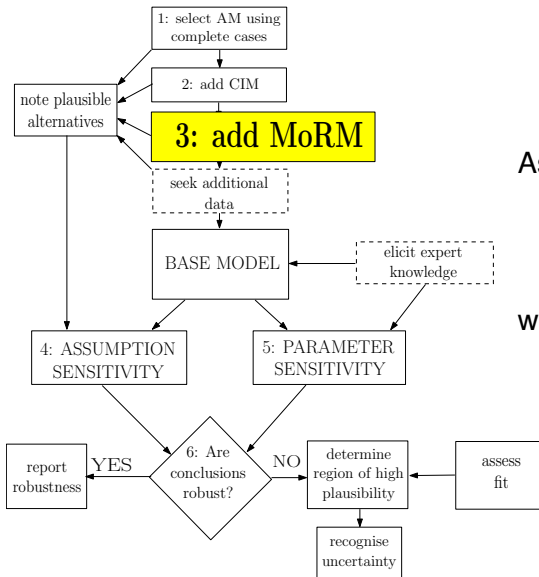 1: select AM using
complete cases
2: add CIM
note plausible
alternatives
3: add MoRM
seek additional
data
As
BASE MODEL
elicit expert
knowledge
w
4: ASSUMPTION
SENSITIVITY
5: PARAMETER
SENSITIVITY
6: Are
conclusions
robust?
YES
NO
report
robustness
determine
region of high
plausibility
assess
fit
recognise
uncertainty